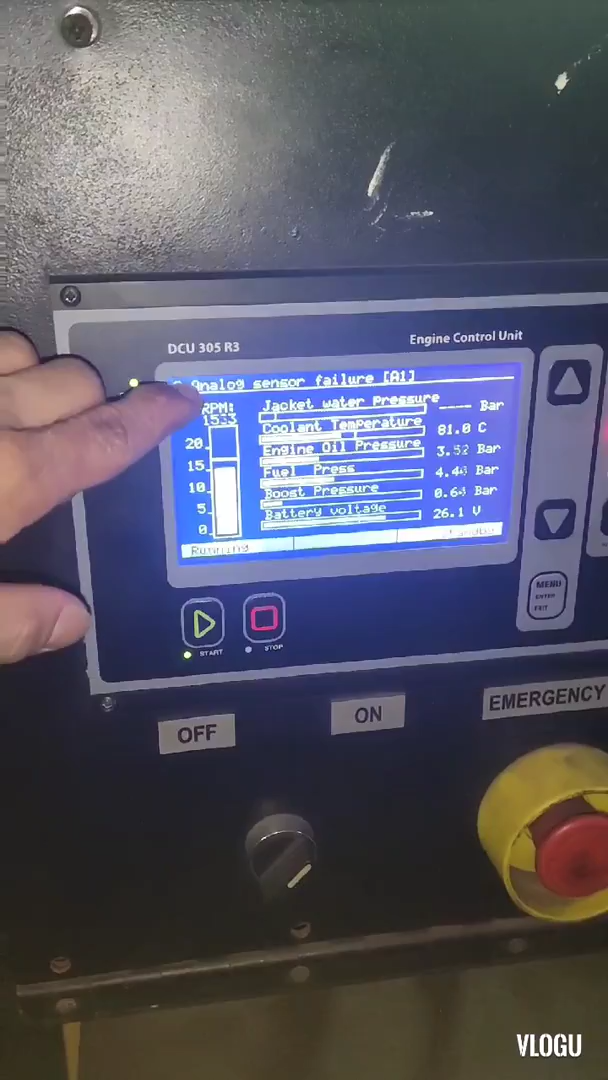 DCU 305 R3
Engine Control Unit
Analog sensor failure [A1]
RPM:
1533
20
15
10
5
0
Jacket water Pressure ---- Bar
Coolant Temperature 81.0 C
Engine Oil Pressure 3.52 Bar
Fuel Press 4.43 Bar
Boost Pressure 0.64 Bar
Battery voltage 26.1 V
Running
MENU
ENTER
EXIT
START
STOP
OFF
ON
EMERGENCY
VLOGU